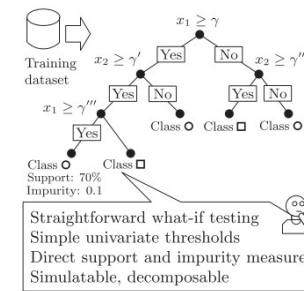 x₁ ≥ γ
Training
dataset
Yes
No
x₂ ≥ γ′
x₂ ≥ γ″
Yes
No
Yes
No
x₁ ≥ γ‴
Class
Class
Class
Yes
Class
Class
Support: 70%
Impurity: 0.1
Straightforward what-if testing
Simple univariate thresholds
Direct support and impurity measure
Simulatable, decomposable